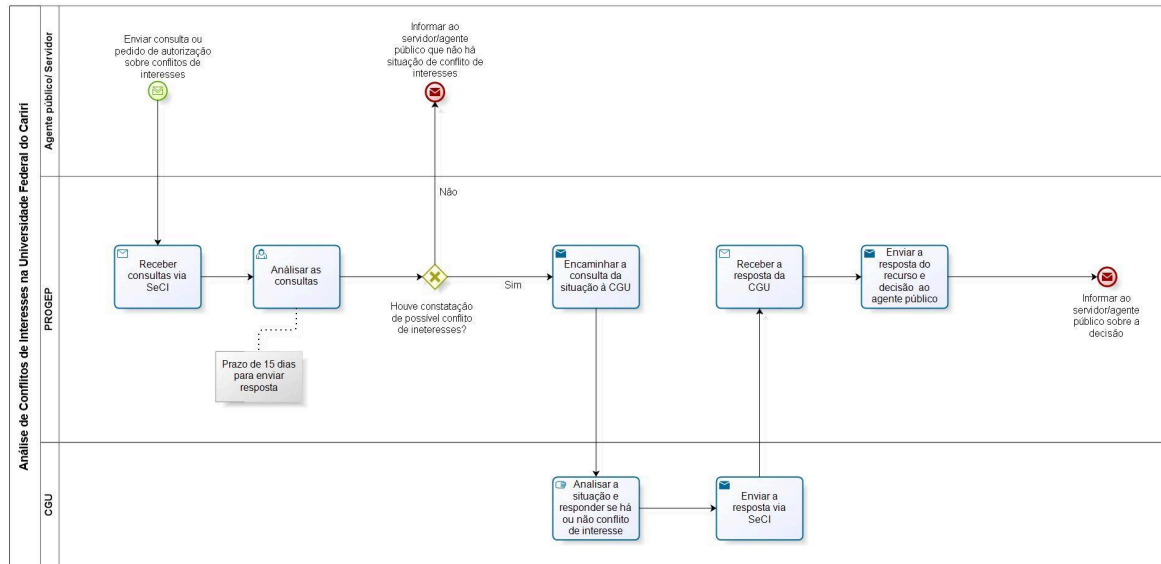 Análise de Conflitos de Interesses na Universidade Federal do Cariri
Agente público/ Servidor
Enviar consulta ou
pedido de autorização
sobre conflitos de
interesses
Informar ao
servidor/agente
público que não há
situação de conflito de
interesses
PROGEP
Receber
consultas via
SeCI
Análisar as
consultas
Prazo de 15 dias
para enviar
resposta
Não
Sim
Houve constatação
de possível conflito
de ineteresses?
Encaminhar a
consulta da
situação à CGU
Receber a
resposta da
CGU
Enviar a
resposta do
recurso e
decisão ao
agente público
Informar ao
servidor/agente
público sobre a
decisão
CGU
Analisar a
situação e
responder se há
ou não conflito
de interesse
Enviar a
resposta via
SeCI